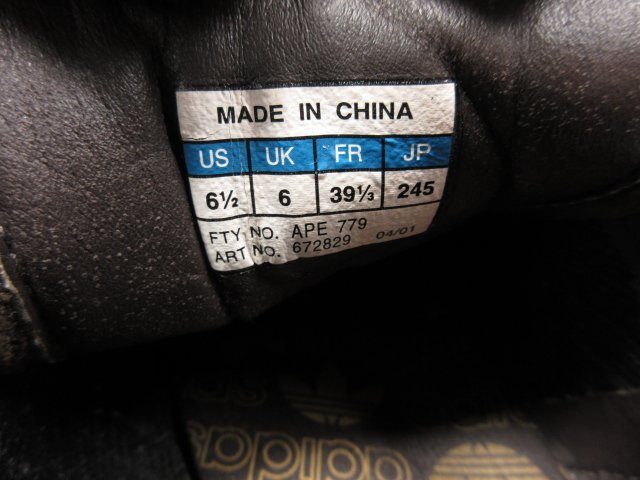 MADE IN CHINA
US UK FR JP
6½ 6 39⅓ 245
FTY NO. APE 779
ART NO. 672829 04/01
as
adidas